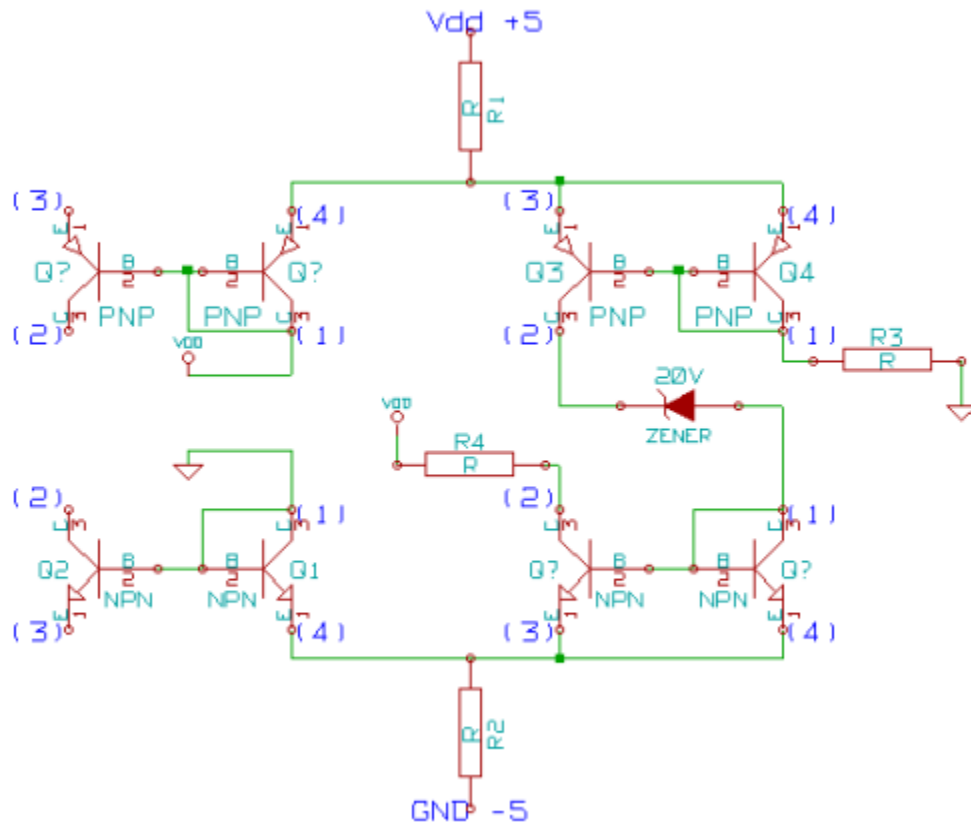 Vdd +5
R
R1
(3)
E
1
B
2
Q?
PNP
C
3
(2)
(4)
E
1
B
2
Q?
PNP
C
3
(1)
VDD
(3)
E
1
Q3
B
2
PNP
C
3
(2)
(4)
E
1
B
2
Q4
PNP
C
3
(1)
R3
R
20V
ZENER
VDD
R4
R
(2)
C
3
Q2
B
2
NPN
E
1
(3)
(1)
C
3
B
2
Q1
NPN
E
1
(4)
(2)
C
3
Q?
B
2
NPN
E
1
(3)
(1)
C
3
B
2
Q?
NPN
E
1
(4)
R
R2
GND -5